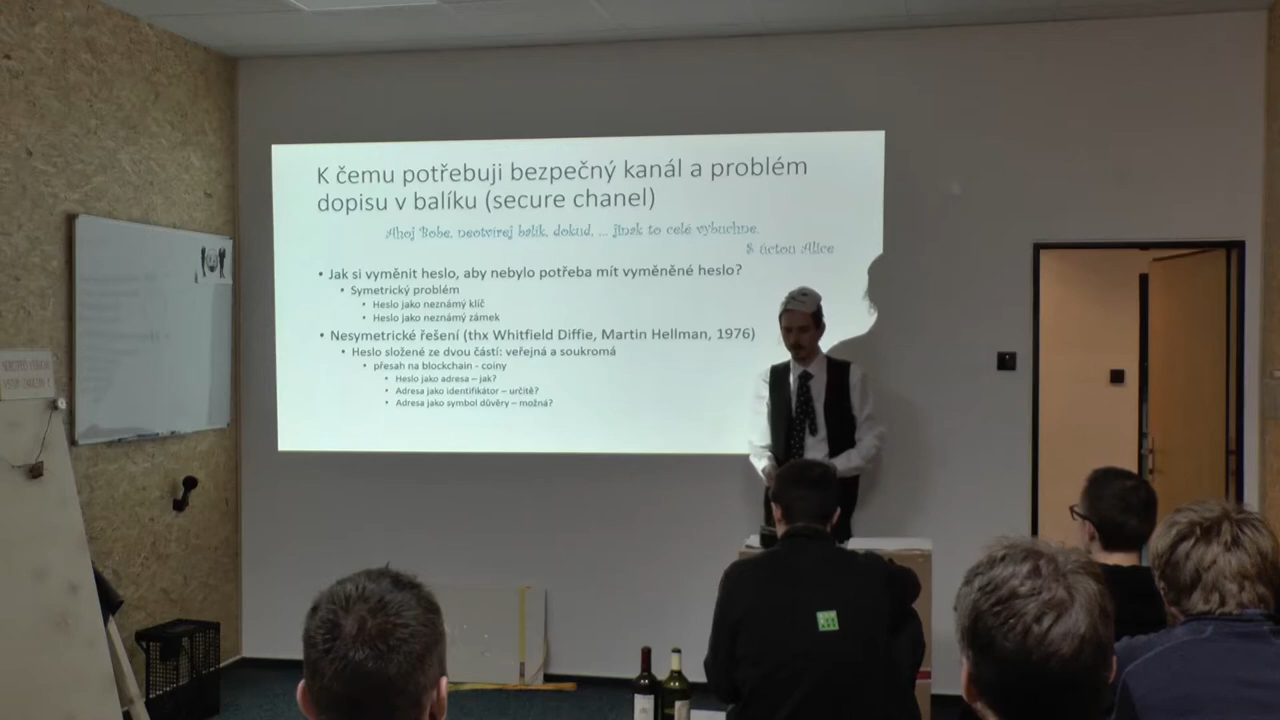 K čemu potřebuji bezpečný kanál a problém
dopisu v balíku (secure chanel)
Ahoj Bobe, neotvírej balík, dokud, ... jinak to celé vybuchne.
S úctou Alice
• Jak si vyměnit heslo, aby nebylo potřeba mít vyměněné heslo?
• Symetrický problém
• Heslo jako neznámý klíč
• Heslo jako neznámý zámek
• Nesymetrické řešení (thx Whitfield Diffie, Martin Hellman, 1976)
• Heslo složené ze dvou částí: veřejná a soukromá
• přesah na blockchain - coiny
• Heslo jako adresa – jak?
• Adresa jako identifikátor – určitě?
• Adresa jako symbol důvěry – možná?